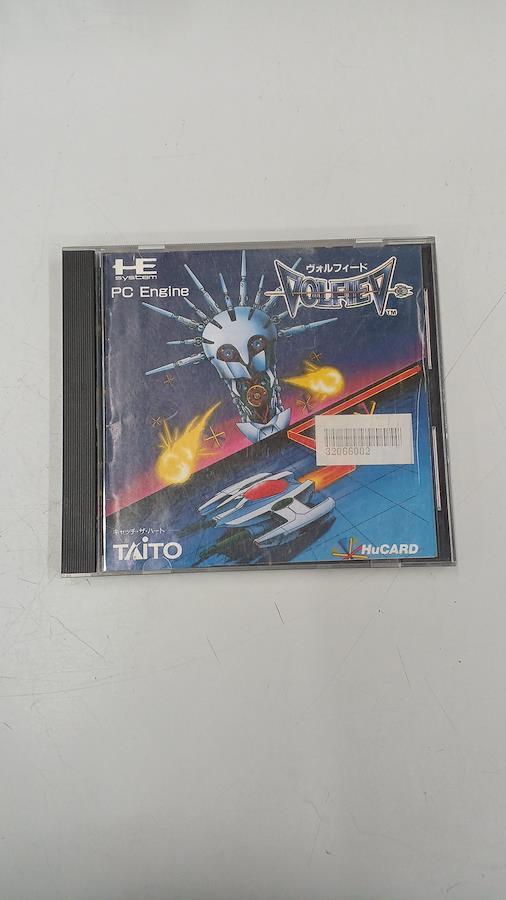 HE
system
PC Engine
ヴォルフィード
VOLFIED
TM
32066002
キャッチ・ザ・ハート
TAITO
HuCARD